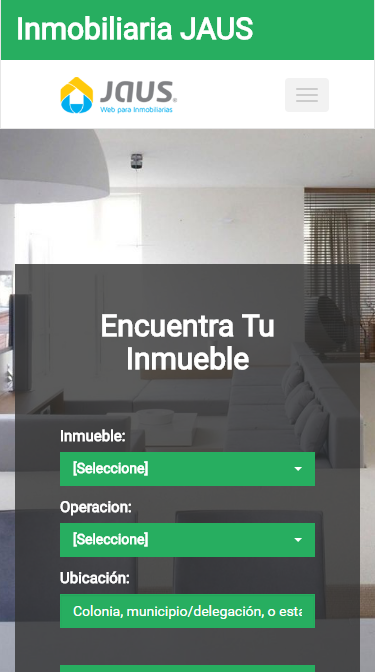 Inmobiliaria JAUS
JAUS®
Web para Inmobiliarias
Encuentra Tu
Inmueble
Inmueble:
[Seleccione]
Operacion:
[Seleccione]
Ubicación:
Colonia, municipio/delegación, o esta